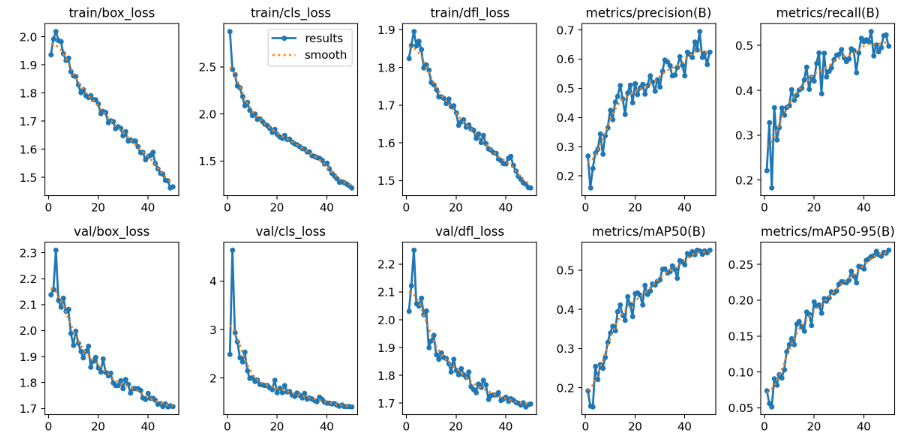 train/box_loss
train/cls_loss
train/dfl_loss
metrics/precision(B)
metrics/recall(B)
2.0
1.9
1.8
1.7
1.6
1.5
0 20 40
2.5
2.0
1.5
results
smooth
0 20 40
1.9
1.8
1.7
1.6
1.5
0 20 40
0.7
0.6
0.5
0.4
0.3
0.2
0 20 40
0.5
0.4
0.3
0.2
0 20 40
val/box_loss
val/cls_loss
val/dfl_loss
metrics/mAP50(B)
metrics/mAP50-95(B)
2.3
2.2
2.1
2.0
1.9
1.8
1.7
0 20 40
4
3
2
0 20 40
2.2
2.1
2.0
1.9
1.8
1.7
0 20 40
0.5
0.4
0.3
0.2
0 20 40
0.25
0.20
0.15
0.10
0.05
0 20 40